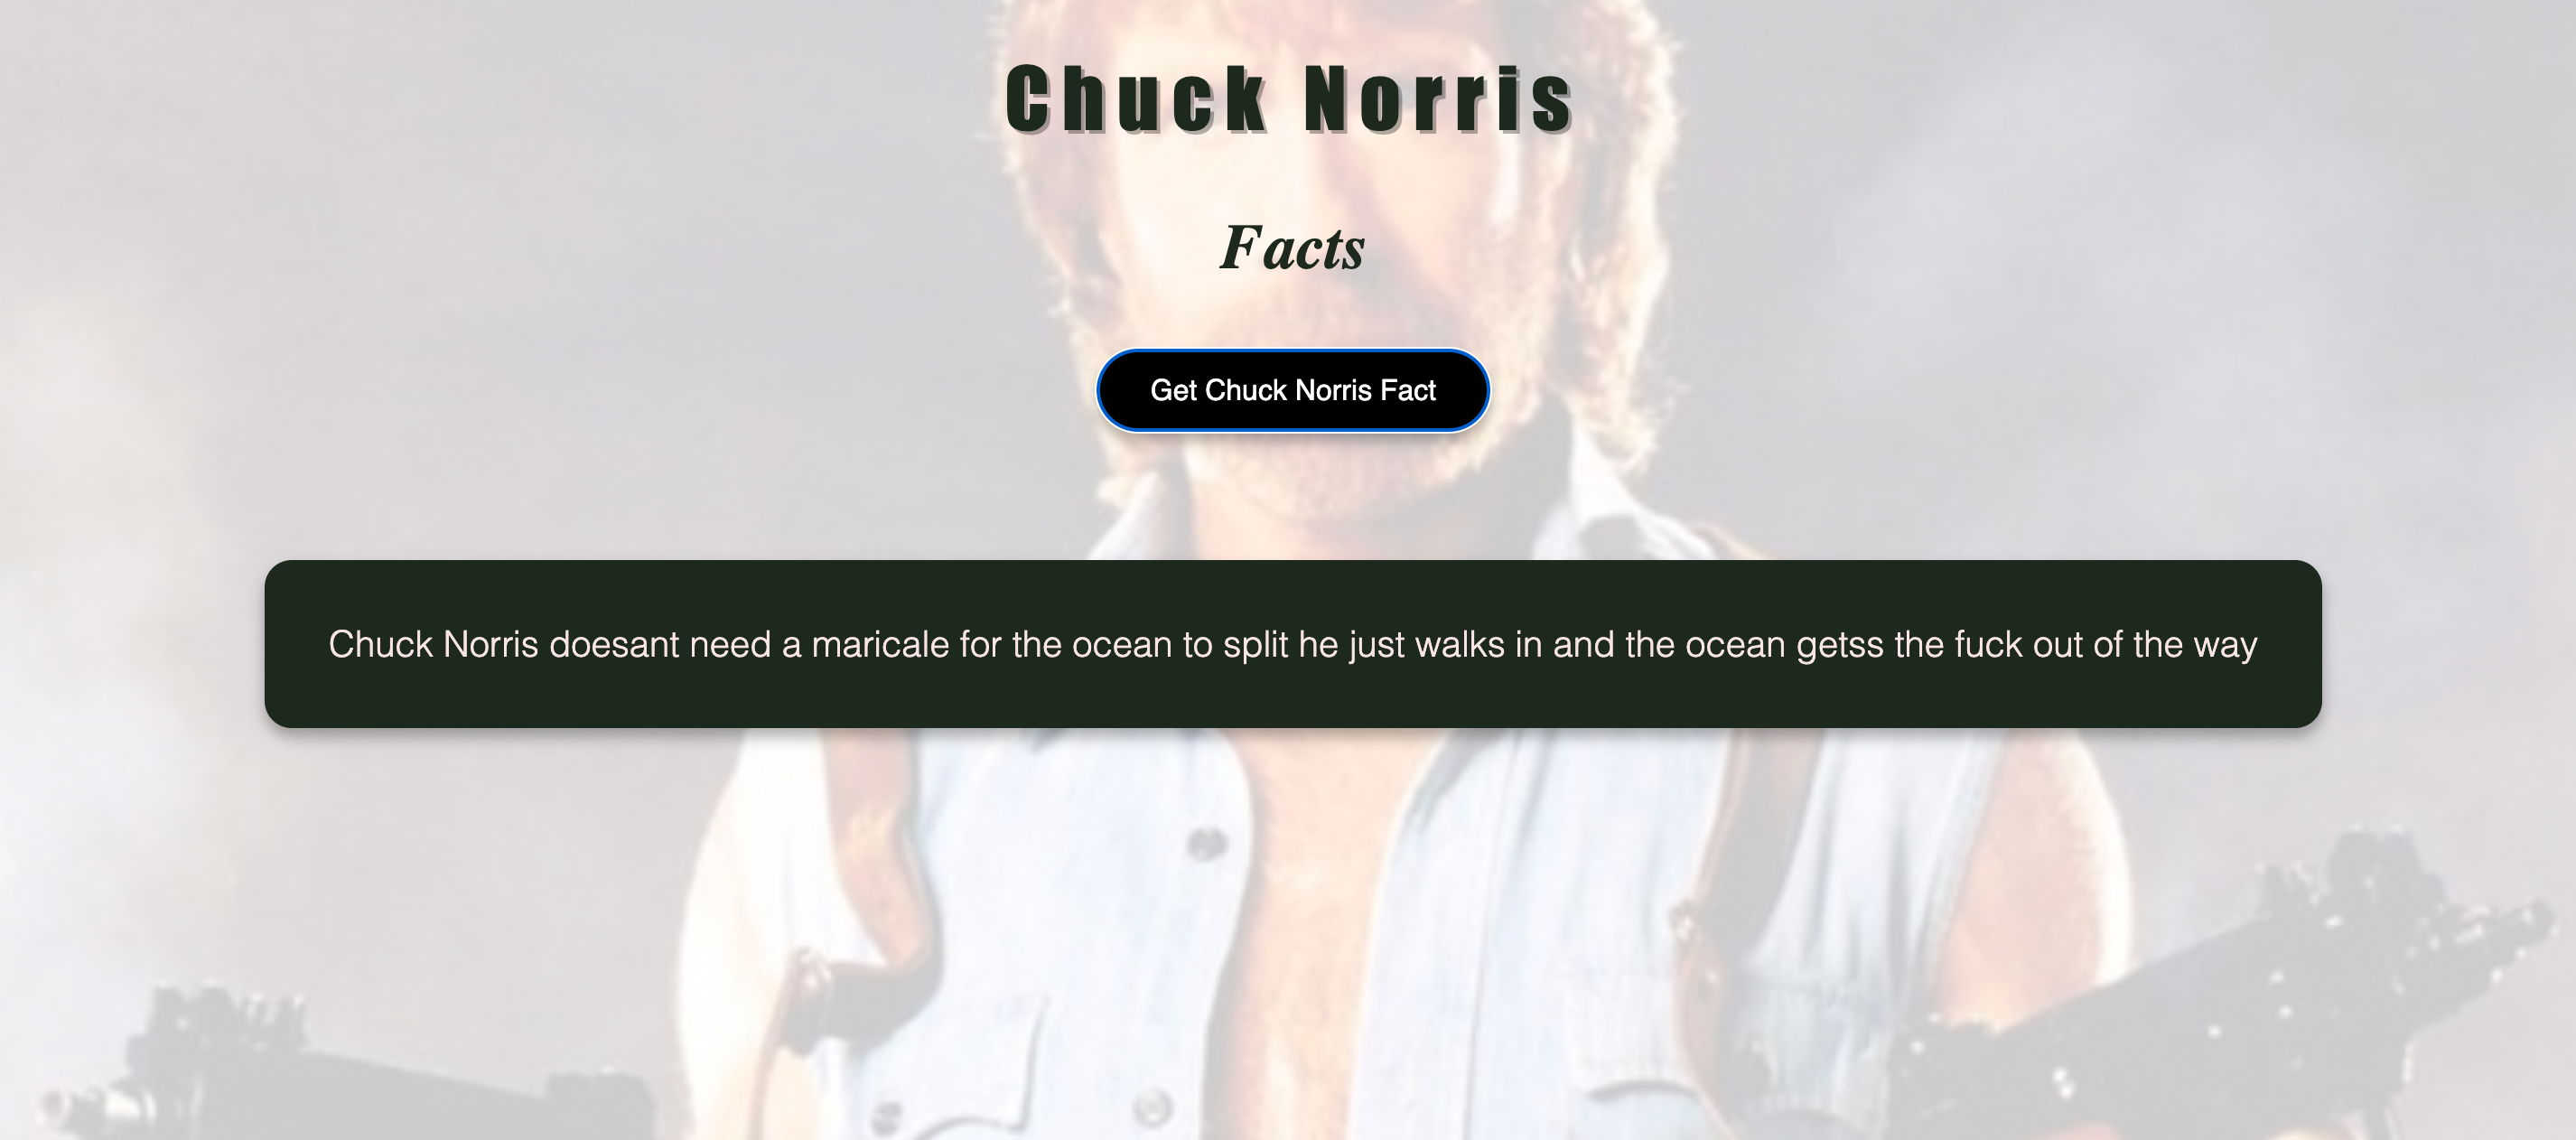 Chuck Norris
Facts
Get Chuck Norris Fact
Chuck Norris doesant need a maricale for the ocean to split he just walks in and the ocean getss the fuck out of the way